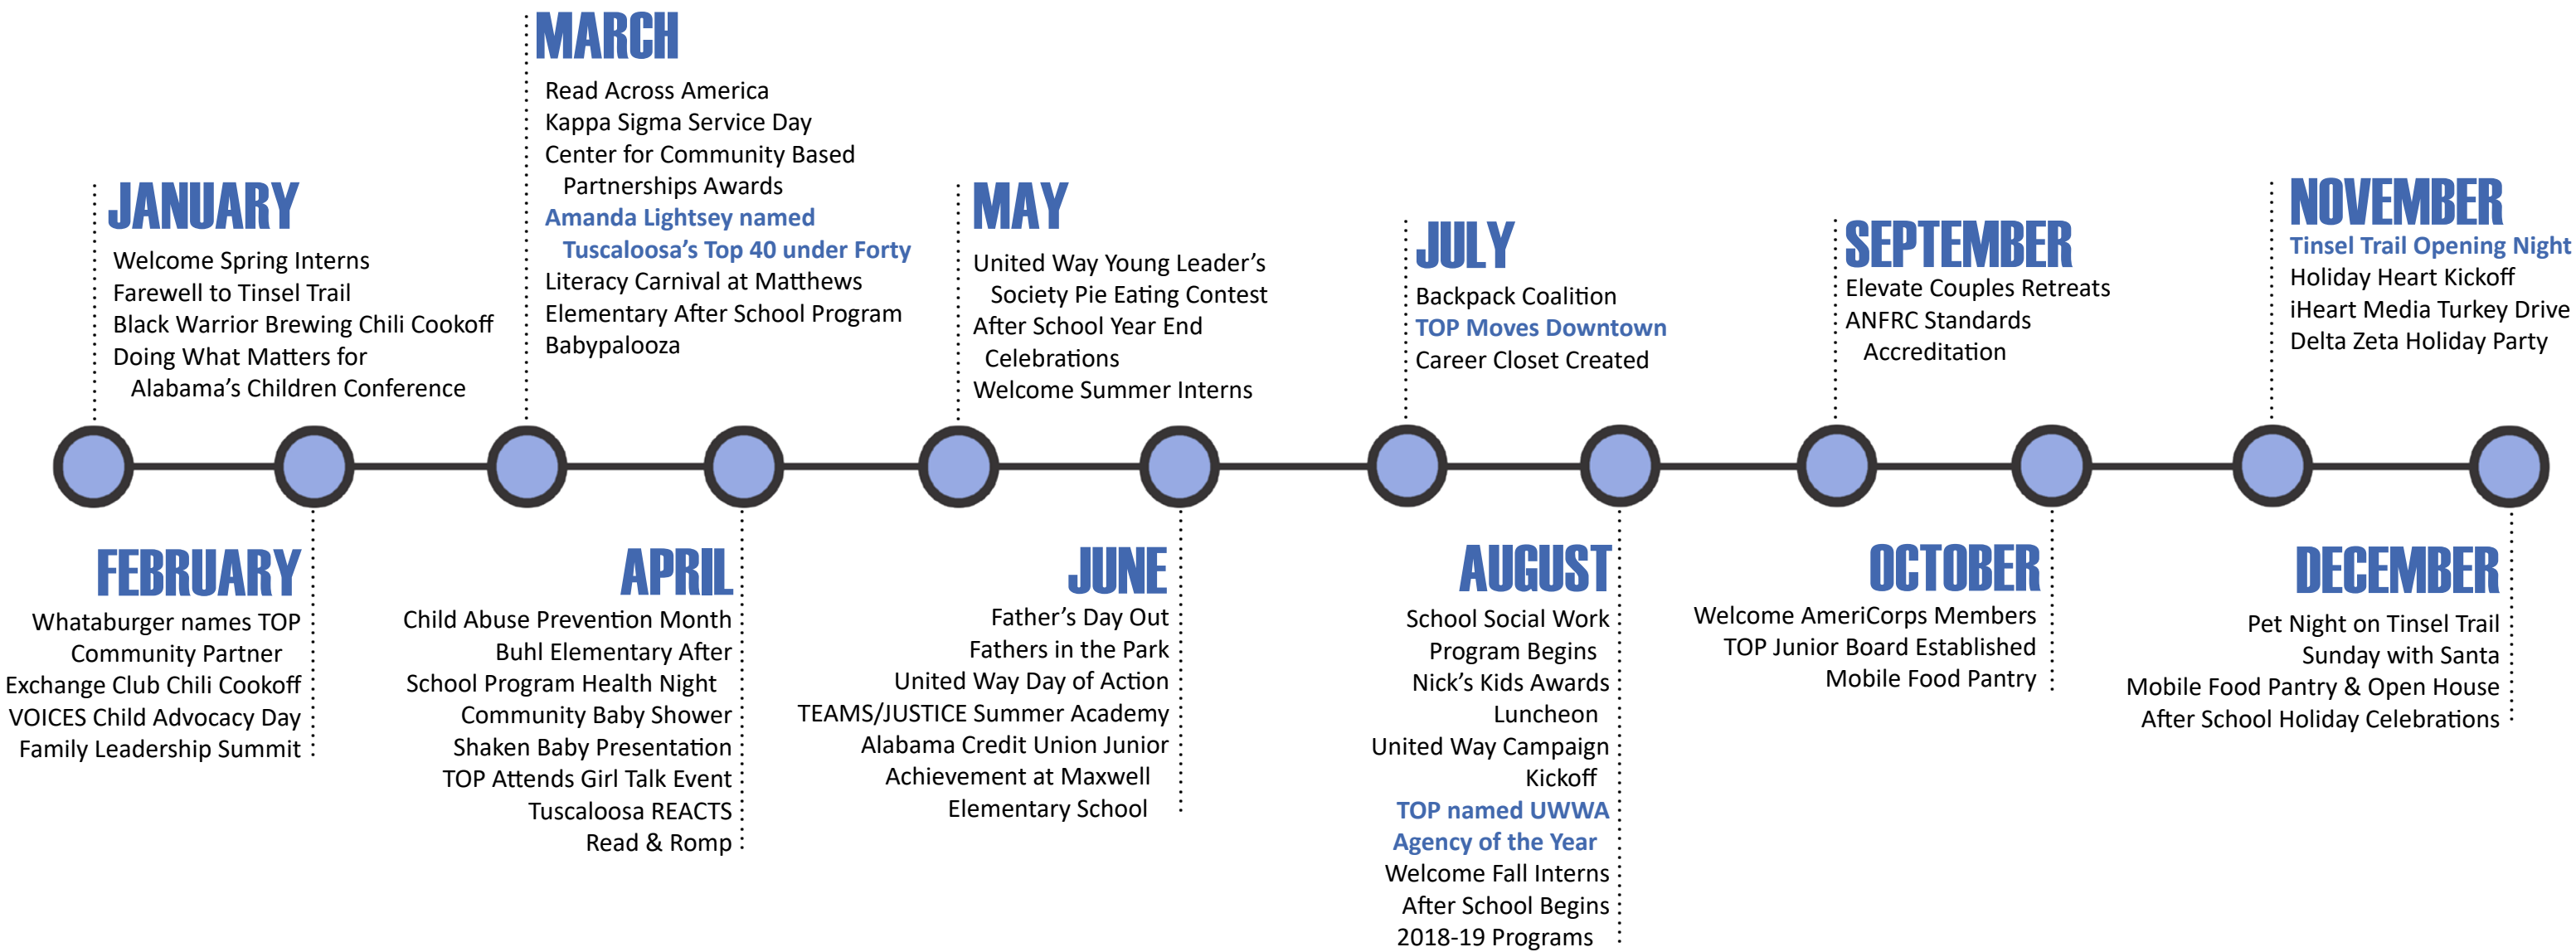 JANUARY
Welcome Spring Interns
Farewell to Tinsel Trail
Black Warrior Brewing Chili Cookoff
Doing What Matters for
Alabama's Children Conference
FEBRUARY
Whataburger names TOP
Community Partner
Exchange Club Chili Cookoff
VOICES Child Advocacy Day
Family Leadership Summit
MARCH
Read Across America
Kappa Sigma Service Day
Center for Community Based
Partnerships Awards
Amanda Lightsey named
Tuscaloosa's Top 40 under Forty
Literacy Carnival at Matthews
Elementary After School Program
Babypalooza
APRIL
Child Abuse Prevention Month
Buhl Elementary After
School Program Health Night
Community Baby Shower
Shaken Baby Presentation
TOP Attends Girl Talk Event
Tuscaloosa REACTS
Read & Romp
MAY
United Way Young Leader's
Society Pie Eating Contest
After School Year End
Celebrations
Welcome Summer Interns
JUNE
Father's Day Out
Fathers in the Park
United Way Day of Action
TEAMS/JUSTICE Summer Academy
Alabama Credit Union Junior
Achievement at Maxwell
Elementary School
JULY
Backpack Coalition
TOP Moves Downtown
Career Closet Created
AUGUST
School Social Work
Program Begins
Nick's Kids Awards
Luncheon
United Way Campaign
Kickoff
TOP named UWWA
Agency of the Year
Welcome Fall Interns
After School Begins
2018-19 Programs
SEPTEMBER
Elevate Couples Retreats
ANFRC Standards
Accreditation
OCTOBER
Welcome AmeriCorps Members
TOP Junior Board Established
Mobile Food Pantry
NOVEMBER
Tinsel Trail Opening Night
Holiday Heart Kickoff
iHeart Media Turkey Drive
Delta Zeta Holiday Party
DECEMBER
Pet Night on Tinsel Trail
Sunday with Santa
Mobile Food Pantry & Open House
After School Holiday Celebrations